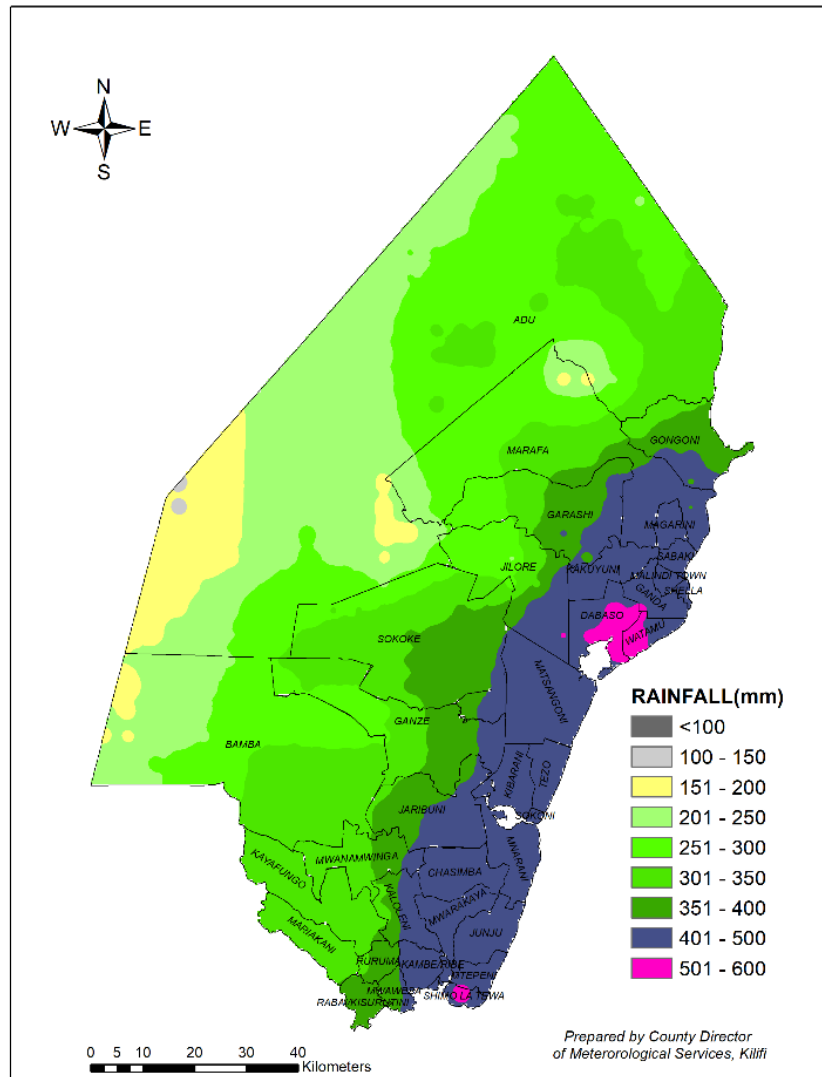 N
W E
S
ADU
GONGONI
MARAFA
GARASHI
MAGARINI
SABAKI
JILORE
KAKUYUNI
MALINDI TOWN
SHELLA
GANDA
DABASO
WATAMU
SOKOKE
MATSANGONI
GANZE
BAMBA
KIBARANI
TEZO
JARIBUNI
SOKONI
MNARANI
MWANAMWINGA
KAYAFUNGO
CHASIMBA
KALOLENI
MWARAKAYA
MARIAKANI
JUNJU
RURUMA
KAMBE/RIBE
MWAWESA
SHIMO LA TEWA
RABAI/KISURUTINI
RAINFALL(mm)
<100
100 - 150
151 - 200
201 - 250
251 - 300
301 - 350
351 - 400
401 - 500
501 - 600
Prepared by County Director
of Meterorological Services, Kilifi
0 5 10 20 30 40
Kilometers